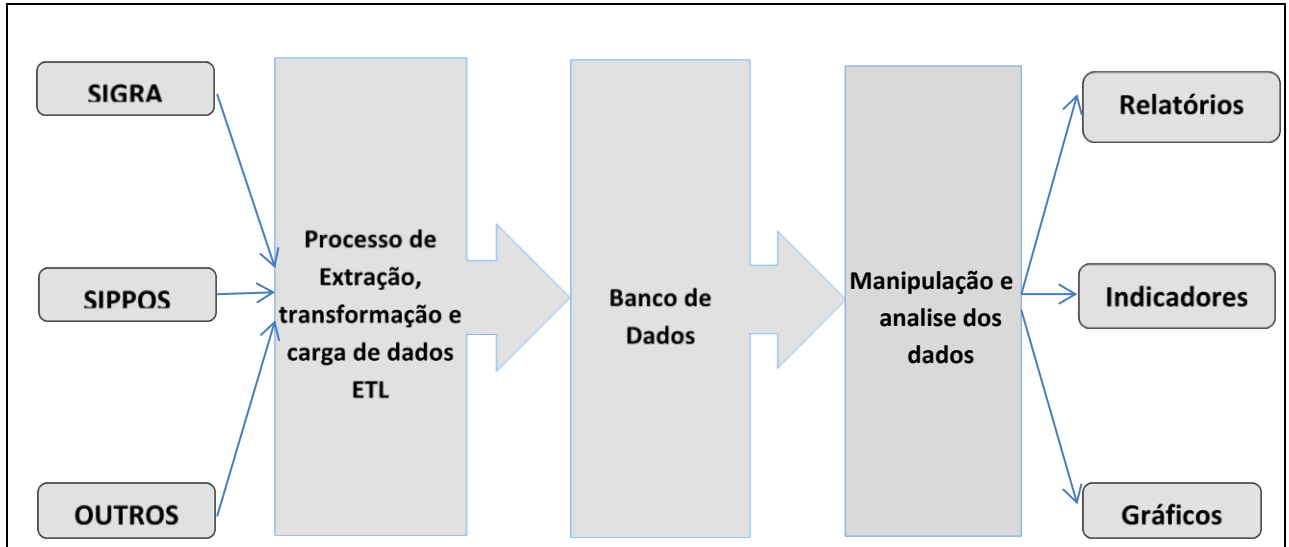 SIGRA
SIPPOS
OUTROS
Processo de
Extração,
transformação e
carga de dados
ETL
Banco de
Dados
Manipulação e
analise dos
dados
Relatórios
Indicadores
Gráficos